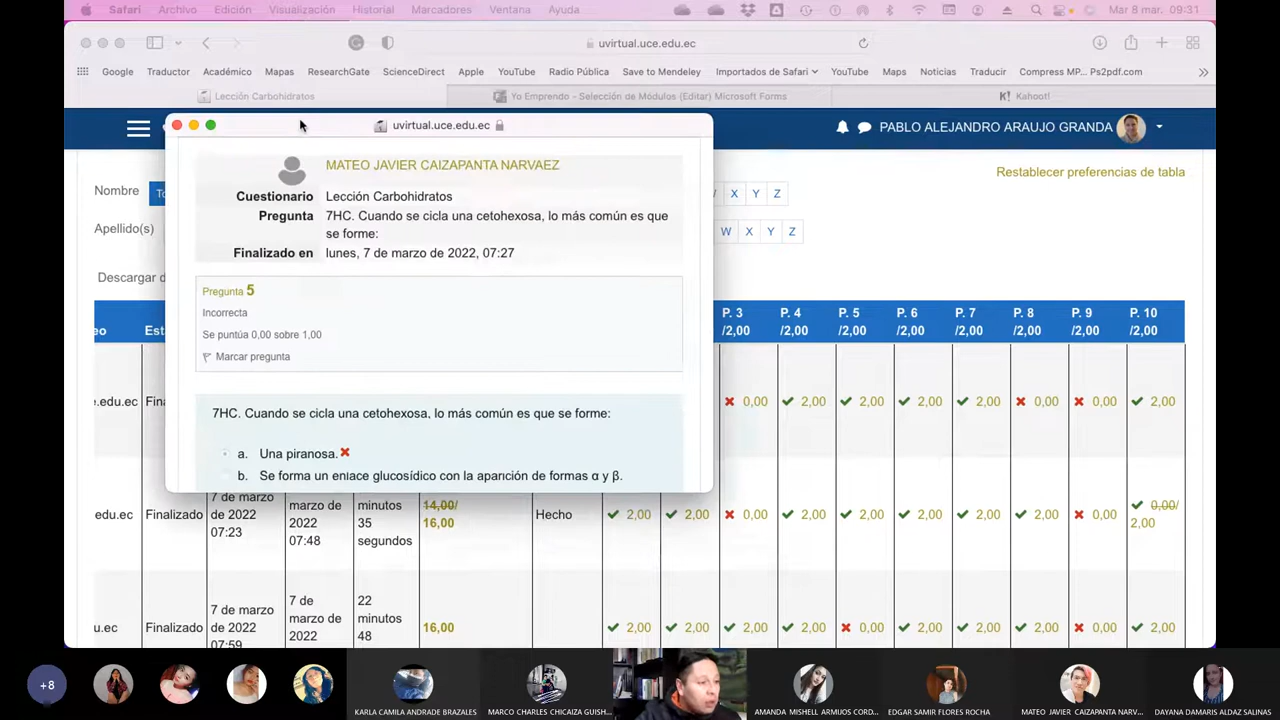 Safari Archivo Edición Visualización Historial Marcadores Ventana Ayuda Mar 8 mar. 09:31
uvirtual.uce.edu.ec
Google Traductor Académico Mapas ResearchGate ScienceDirect Apple YouTube Radio Pública Save to Mendeley Importados de Safari YouTube Maps Noticias Traducir Compress MP... Ps2pdf.com
Lección Carbohidratos Yo Emprendo - Selección de Módulos (Editar) Microsoft Forms Kahoot!
PABLO ALEJANDRO ARAUJO GRANDA
uvirtual.uce.edu.ec
Restablecer preferencias de tabla
Nombre
X Y Z
Apellido(s)
W X Y Z
Descargar
MATEO JAVIER CAIZAPANTA NARVAEZ
Cuestionario Lección Carbohidratos
Pregunta 7HC. Cuando se cicla una cetohexosa, lo más común es que
se forme:
Finalizado en lunes, 7 de marzo de 2022, 07:27
Pregunta 5
Incorrecta
Se puntúa 0,00 sobre 1,00
Marcar pregunta
7HC. Cuando se cicla una cetohexosa, lo más común es que se forme:
a. Una piranosa.
b. Se forma un enlace glucosídico con la aparición de formas α y β.
eo Est P. 3 P. 4 P. 5 P. 6 P. 7 P. 8 P. 9 P. 10
/2,00 /2,00 /2,00 /2,00 /2,00 /2,00 /2,00 /2,00
.edu.ec Fina 0,00 2,00 2,00 2,00 2,00 0,00 0,00 2,00
edu.ec Finalizado
7 de marzo
de 2022
07:23
marzo de
2022
07:48
minutos
35
segundos
14,00/
16,00
Hecho 2,00 2,00 0,00 2,00 2,00 2,00 2,00 2,00 0,00 0,00/
2,00
u.ec Finalizado
7 de marzo
de 2022
07:59
7 de
marzo de
2022
22
minutos
48
16,00 2,00 2,00 2,00 2,00 0,00 2,00 2,00 2,00 0,00 2,00
+8
KARLA CAMILA ANDRADE BRAZALES
MARCO CHARLES CHICAIZA GUISH...
AMANDA MISHELL ARMIJOS CORD...
EDGAR SAMIR FLORES ROCHA
MATEO JAVIER CAIZAPANTA NARV...
DAYANA DAMARIS ALDAZ SALINAS